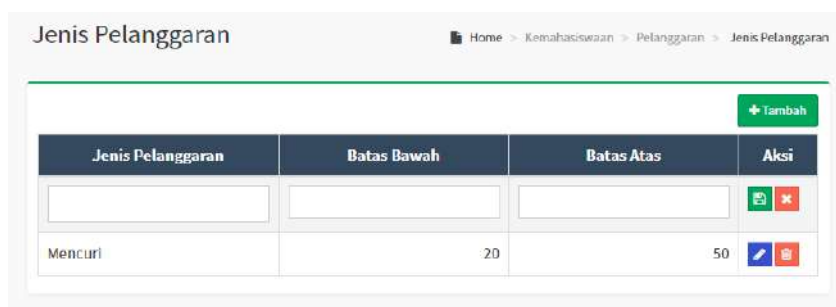 Jenis Pelanggaran
Home > Kemahasiswaan > Pelanggaran > Jenis Pelanggaran
+ Tambah
Jenis Pelanggaran Batas Bawah Batas Atas Aksi
Mencuri 20 50